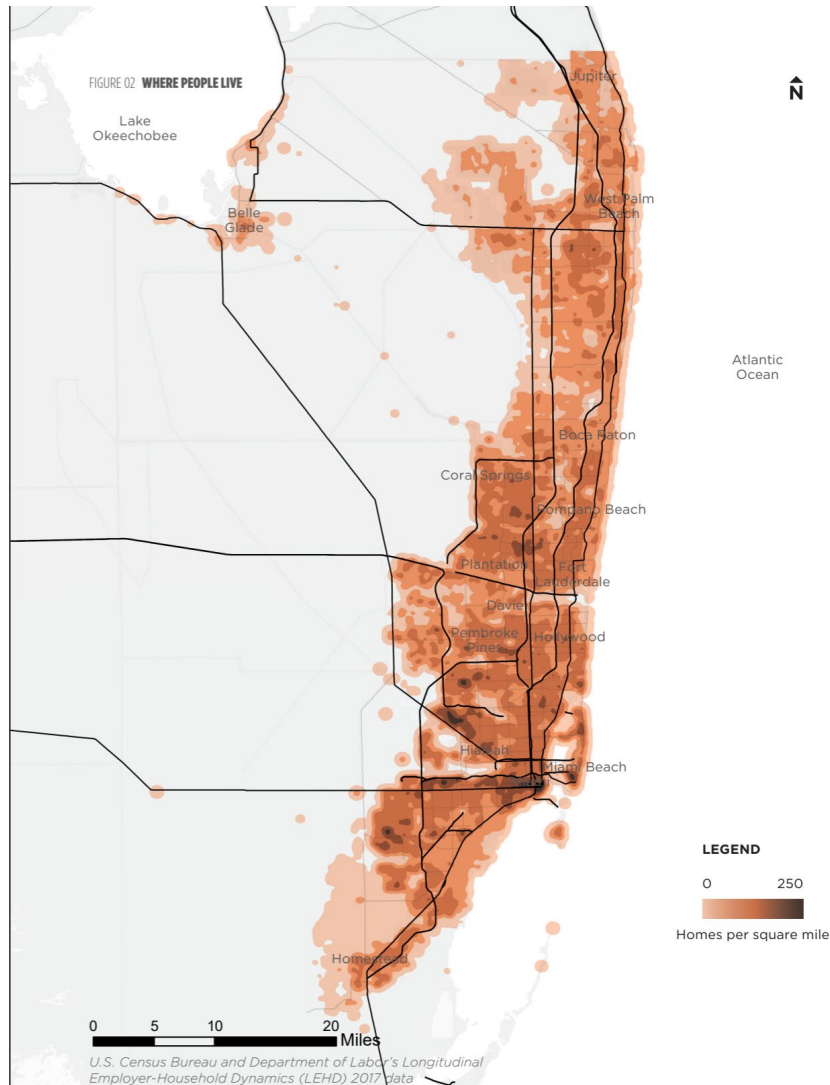 FIGURE 02 WHERE PEOPLE LIVE
N
Lake
Okeechobee
Jupiter
West Palm
Beach
Belle
Glade
Atlantic
Ocean
Boca Raton
Coral Springs
Pompano Beach
Plantation
Fort
Lauderdale
Davie
Pembroke
Pines
Hollywood
Hialeah
Miami Beach
Homestead
LEGEND
0 250
Homes per square mile
0 5 10 20
Miles
U.S. Census Bureau and Department of Labor's Longitudinal
Employer-Household Dynamics (LEHD) 2017 data